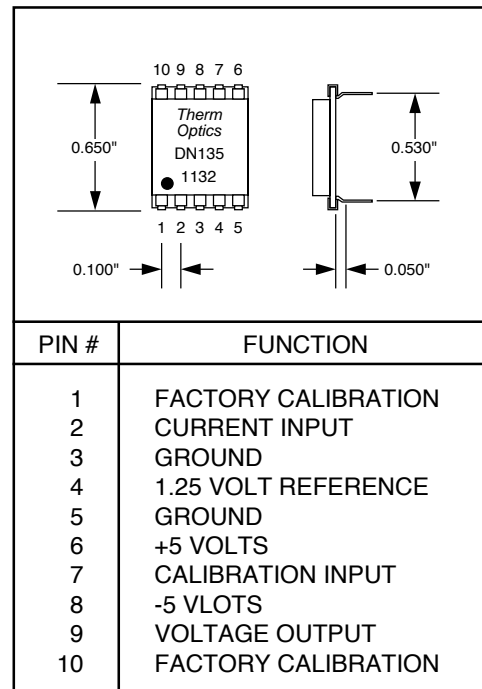 10 9 8 7 6
Therm
Optics
DN135
1132
0.650"
0.530"
1 2 3 4 5
0.100"
0.050"
PIN # FUNCTION
1 FACTORY CALIBRATION
2 CURRENT INPUT
3 GROUND
4 1.25 VOLT REFERENCE
5 GROUND
6 +5 VOLTS
7 CALIBRATION INPUT
8 -5 VLOTS
9 VOLTAGE OUTPUT
10 FACTORY CALIBRATION